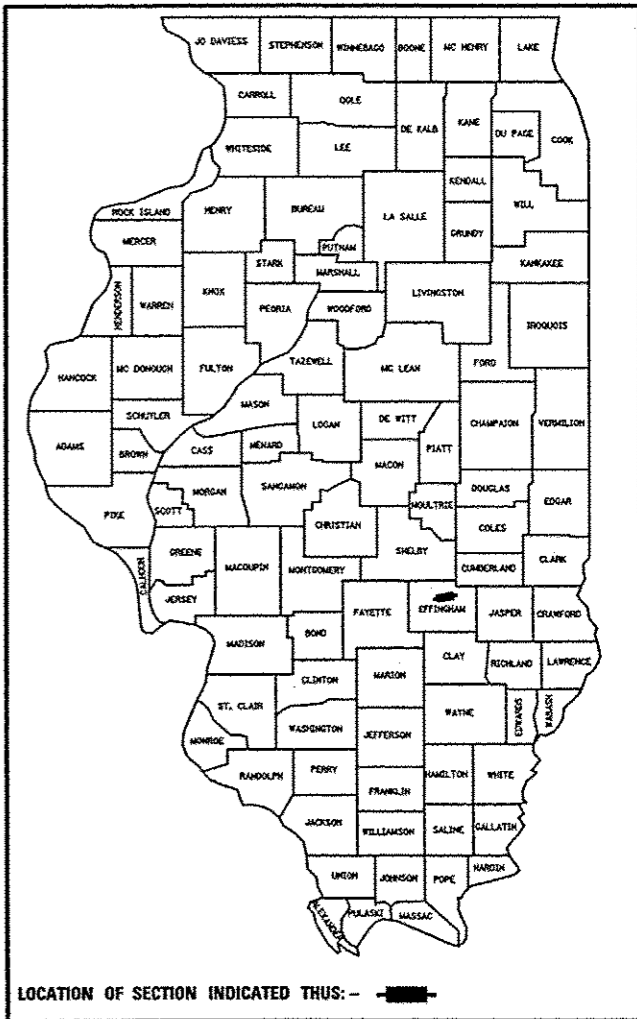 JO DAVIESS STEPHENSON WINNEBAGO BOONE MC HENRY LAKE
CARROLL OGLE DE KALB KANE DU PAGE COOK
WHITESIDE LEE
KENDALL WILL
ROCK ISLAND HENRY BUREAU LA SALLE GRUNDY
MERCER PUTNAM KANKAKEE
STARK MARSHALL
HENDERSON WARREN KNOX PEORIA WOODFORD LIVINGSTON IROQUOIS
HANCOCK MC DONOUGH FULTON TAZEWELL MC LEAN FORD
MASON
SCHUYLER LOGAN DE WITT CHAMPAION VERMILION
ADAMS BROWN CASS MENARD MACON PIATT
PIKE SCOTT MORGAN SANGAMON MOULTRIE DOUGLAS EDGAR
CHRISTIAN COLES
GREENE SHELBY
CALHOUN MACOUPIN MONTGOMERY CUMBERLAND CLARK
JERSEY FAYETTE EFFINGHAM JASPER CRAWFORD
MADISON BOND
CLAY RICHLAND LAWRENCE
CLINTON MARION
ST. CLAIR WAYNE EDWARDS WABASH
WASHINGTON JEFFERSON
MONROE
RANDOLPH PERRY HAMILTON WHITE
FRANKLIN
JACKSON WILLIAMSON SALINE GALLATIN
UNION JOHNSON POPE HARDIN
ALEXANDER PULASKI MASSAC
LOCATION OF SECTION INDICATED THUS: -